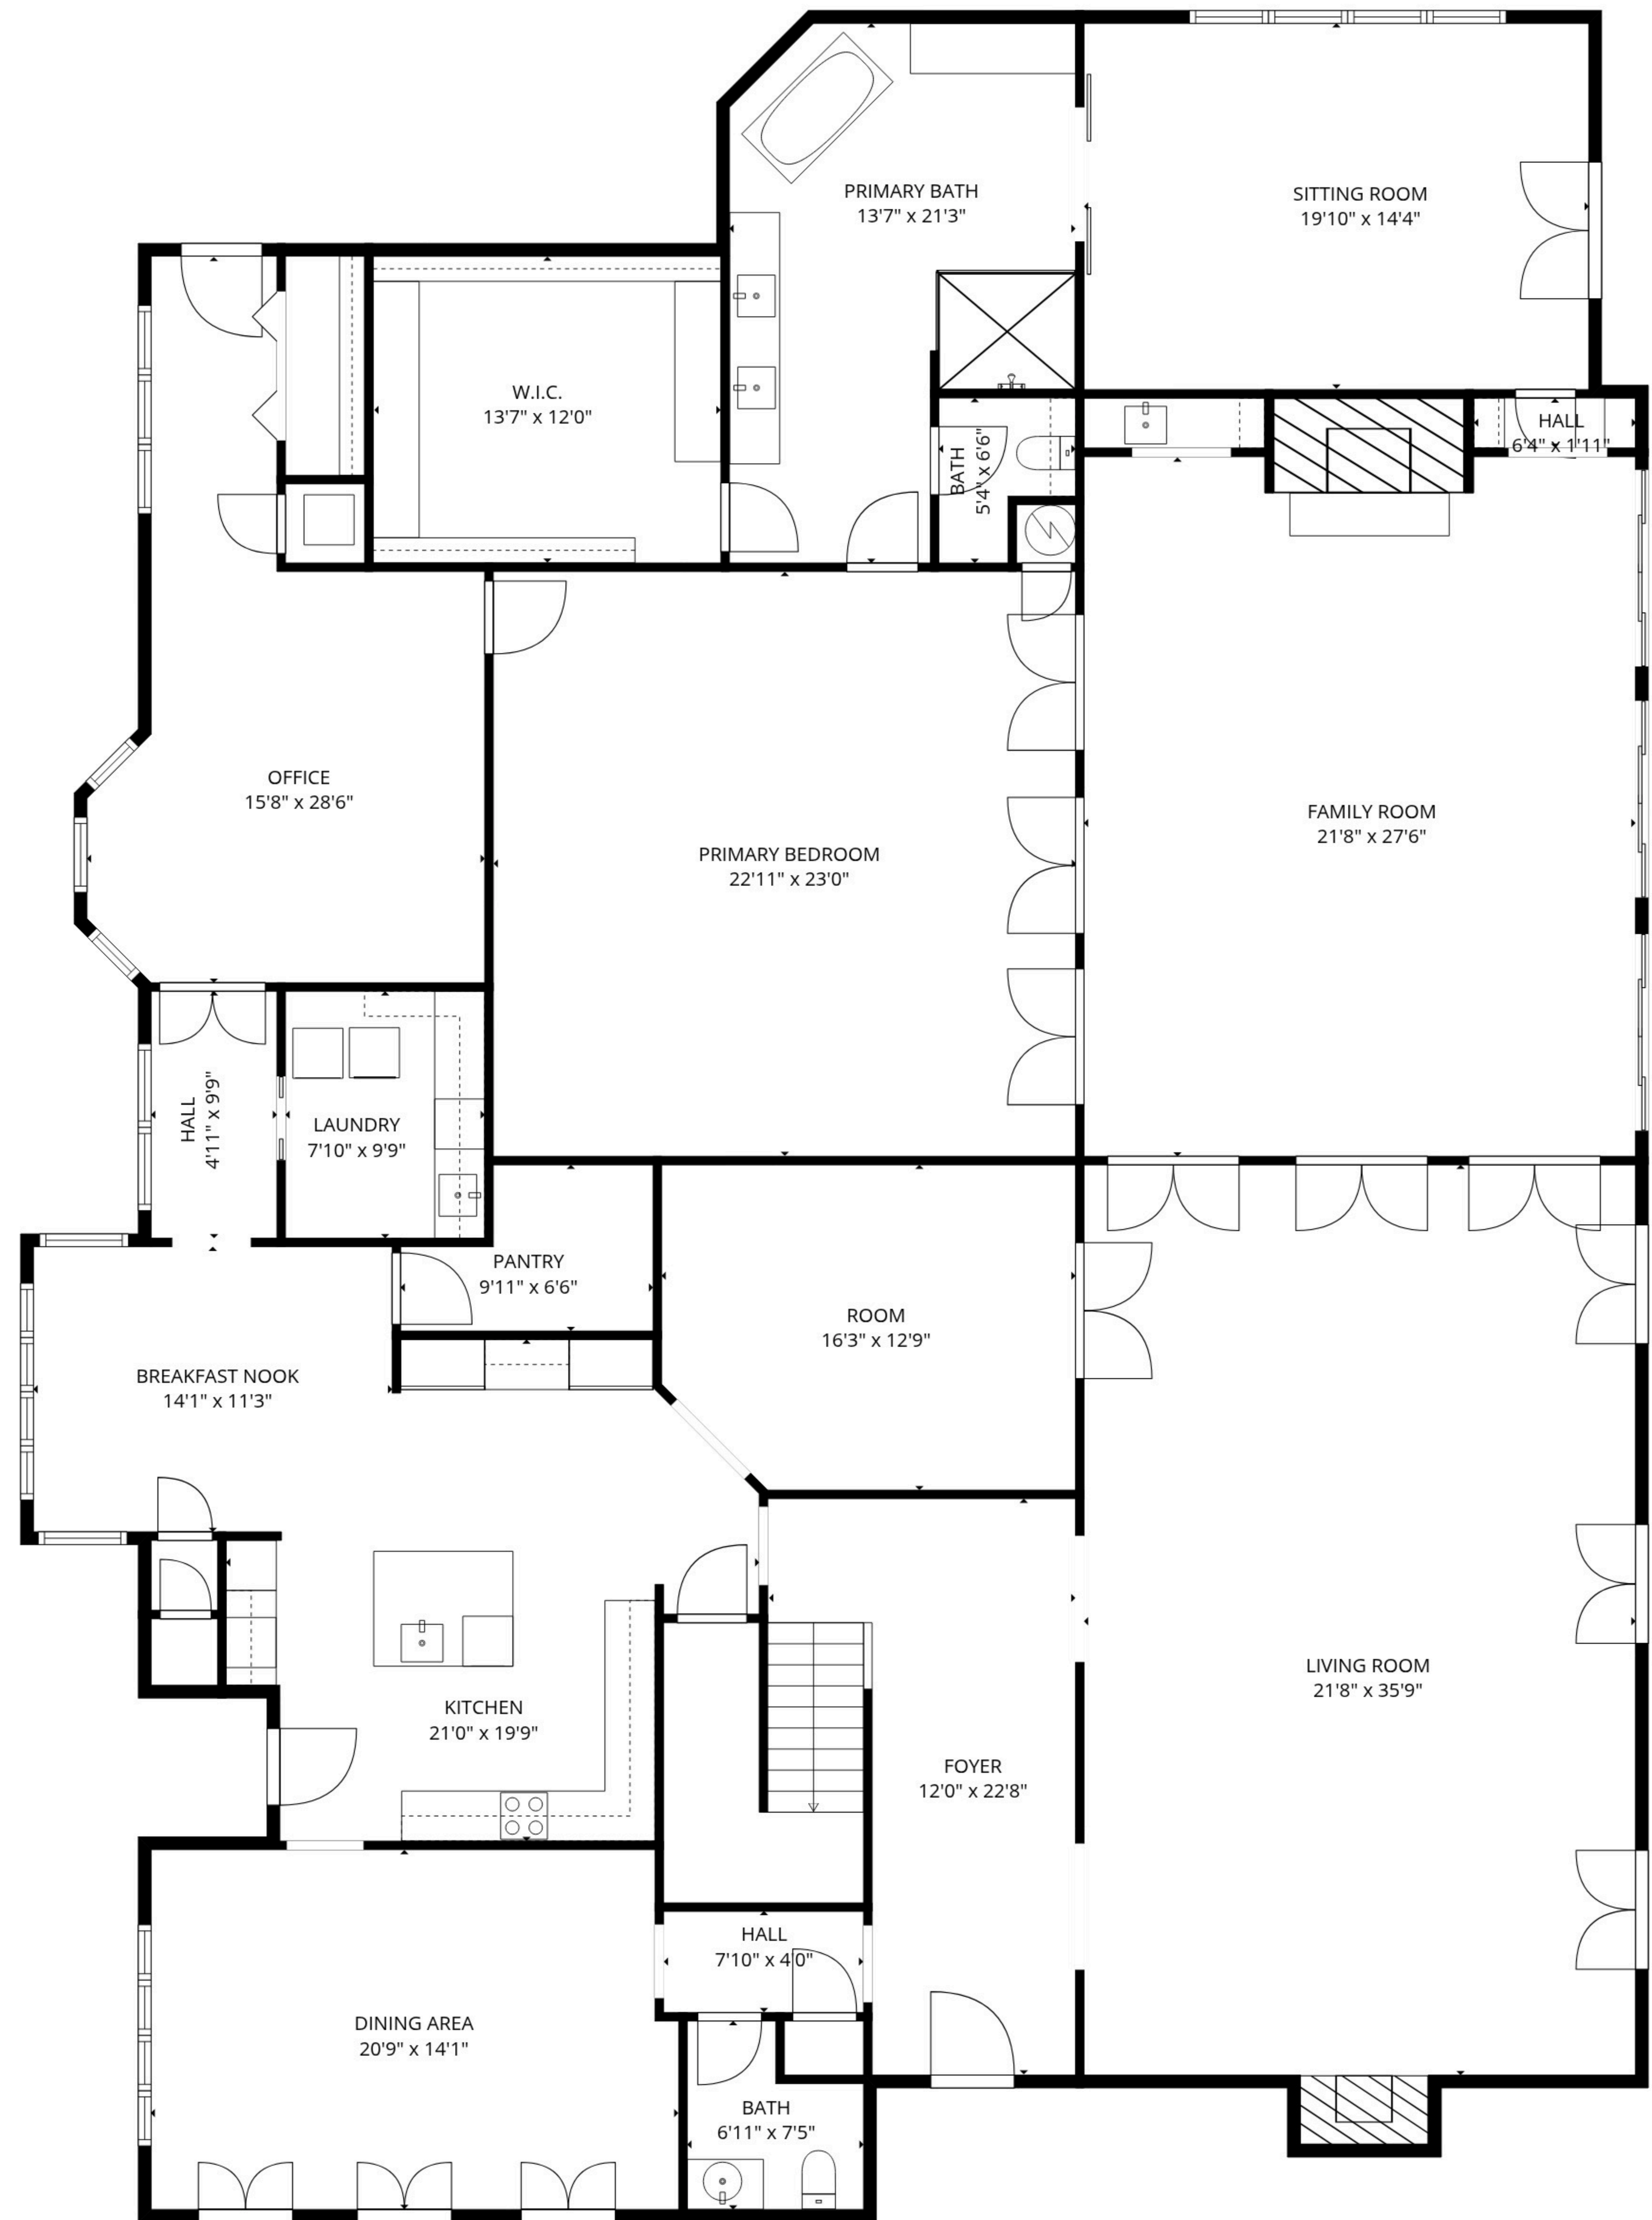 PRIMARY BATH
13'7" x 21'3"
SITTING ROOM
19'10" x 14'4"
W.I.C.
13'7" x 12'0"
HALL
6'4" x 1'11"
BATH
5'4" x 6'6"
OFFICE
15'8" x 28'6"
FAMILY ROOM
21'8" x 27'6"
PRIMARY BEDROOM
22'11" x 23'0"
HALL
4'11" x 9'9"
LAUNDRY
7'10" x 9'9"
PANTRY
9'11" x 6'6"
ROOM
16'3" x 12'9"
BREAKFAST NOOK
14'1" x 11'3"
LIVING ROOM
21'8" x 35'9"
KITCHEN
21'0" x 19'9"
FOYER
12'0" x 22'8"
HALL
7'10" x 4'0"
DINING AREA
20'9" x 14'1"
BATH
6'11" x 7'5"